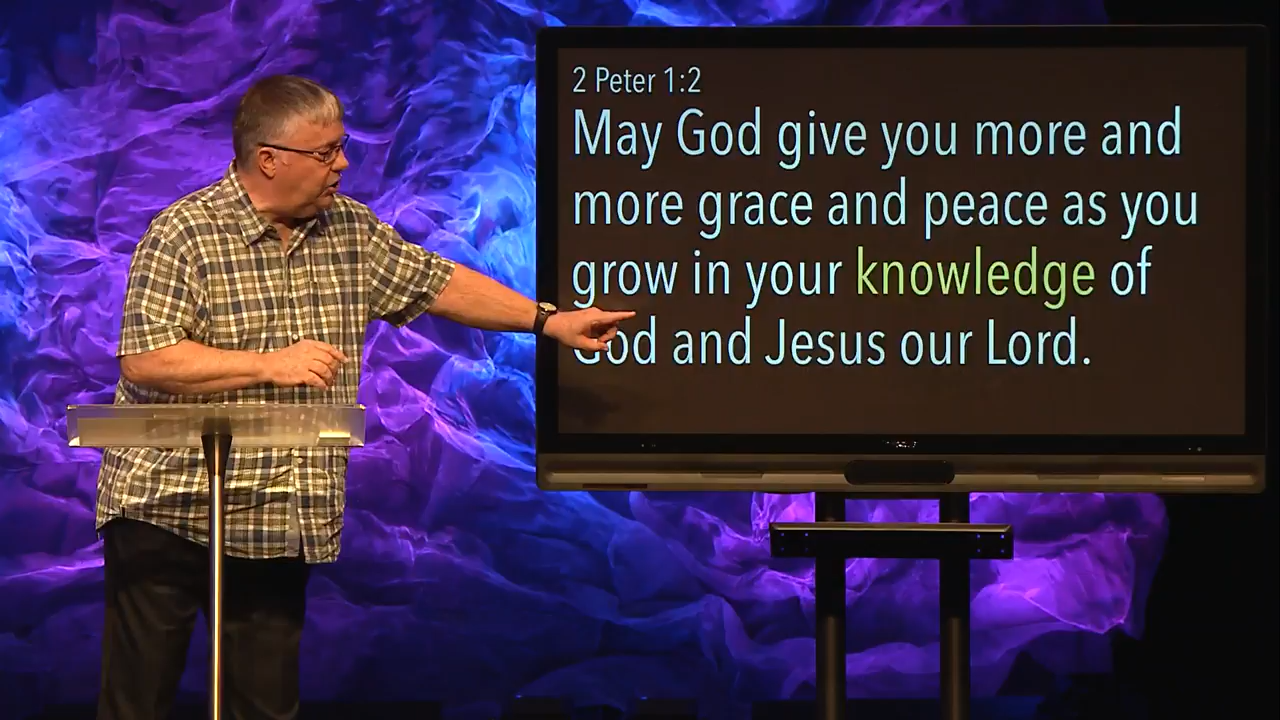 2 Peter 1:2
May God give you more and
more grace and peace as you
grow in your knowledge of
God and Jesus our Lord.